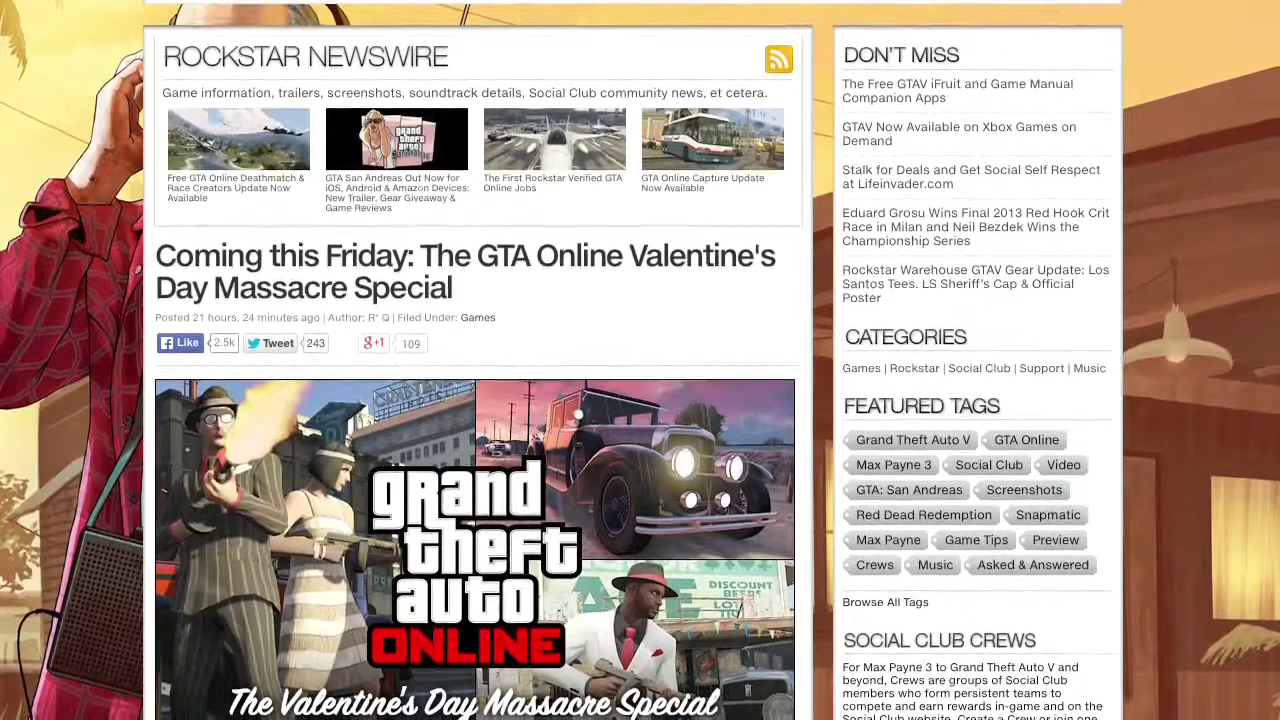 ROCKSTAR NEWSWIRE
Game information, trailers, screenshots, soundtrack details, Social Club community news, et cetera.
Free GTA Online Deathmatch &
Race Creators Update Now
Available
GTA San Andreas Out Now for
iOS, Android & Amazon Devices:
New Trailer, Gear Giveaway &
Game Reviews
The First Rockstar Verified GTA
Online Jobs
GTA Online Capture Update
Now Available
Coming this Friday: The GTA Online Valentine's
Day Massacre Special
Posted 21 hours, 24 minutes ago | Author: R* Q | Filed Under: Games
Like 2.5k Tweet 243 g+1 109
grand
theft
auto
ONLINE
The Valentine's Day Massacre Special
DISCOUNT
DON'T MISS
The Free GTAV iFruit and Game Manual
Companion Apps
GTAV Now Available on Xbox Games on
Demand
Stalk for Deals and Get Social Self Respect
at Lifeinvader.com
Eduard Grosu Wins Final 2013 Red Hook Crit
Race in Milan and Neil Bezdek Wins the
Championship Series
Rockstar Warehouse GTAV Gear Update: Los
Santos Tees. LS Sheriff's Cap & Official
Poster
CATEGORIES
Games | Rockstar | Social Club | Support | Music
FEATURED TAGS
Grand Theft Auto V GTA Online
Max Payne 3 Social Club Video
GTA: San Andreas Screenshots
Red Dead Redemption Snapmatic
Max Payne Game Tips Preview
Crews Music Asked & Answered
Browse All Tags
SOCIAL CLUB CREWS
For Max Payne 3 to Grand Theft Auto V and
beyond, Crews are groups of Social Club
members who form persistent teams to
compete and earn rewards in-game and on the
Social Club website. Create a Crew or join one